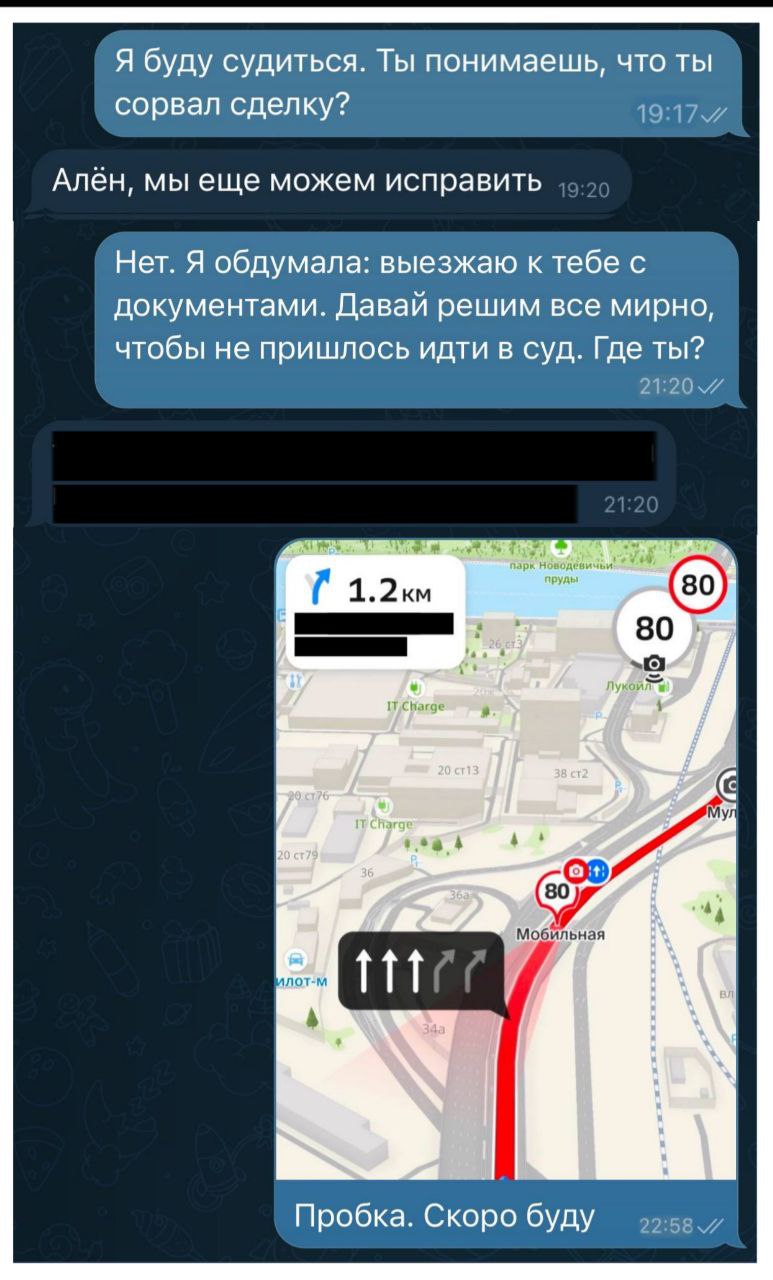 Я буду судиться. Ты понимаешь, что ты
сорвал сделку?
19:17
Алён, мы еще можем исправить
19:20
Нет. Я обдумала: выезжаю к тебе с
документами. Давай решим все мирно,
чтобы не пришлось идти в суд. Где ты?
21:20
21:20
1.2 км
парк Новодевичьи
пруды
80
80
26 ст3
Лукойл
IT Charge
20 ст13
38 ст2
20 ст76
Мул
IT Charge
20 ст79
36
80
36а
Мобильная
илот-м
вл
34а
Пробка. Скоро буду
22:58